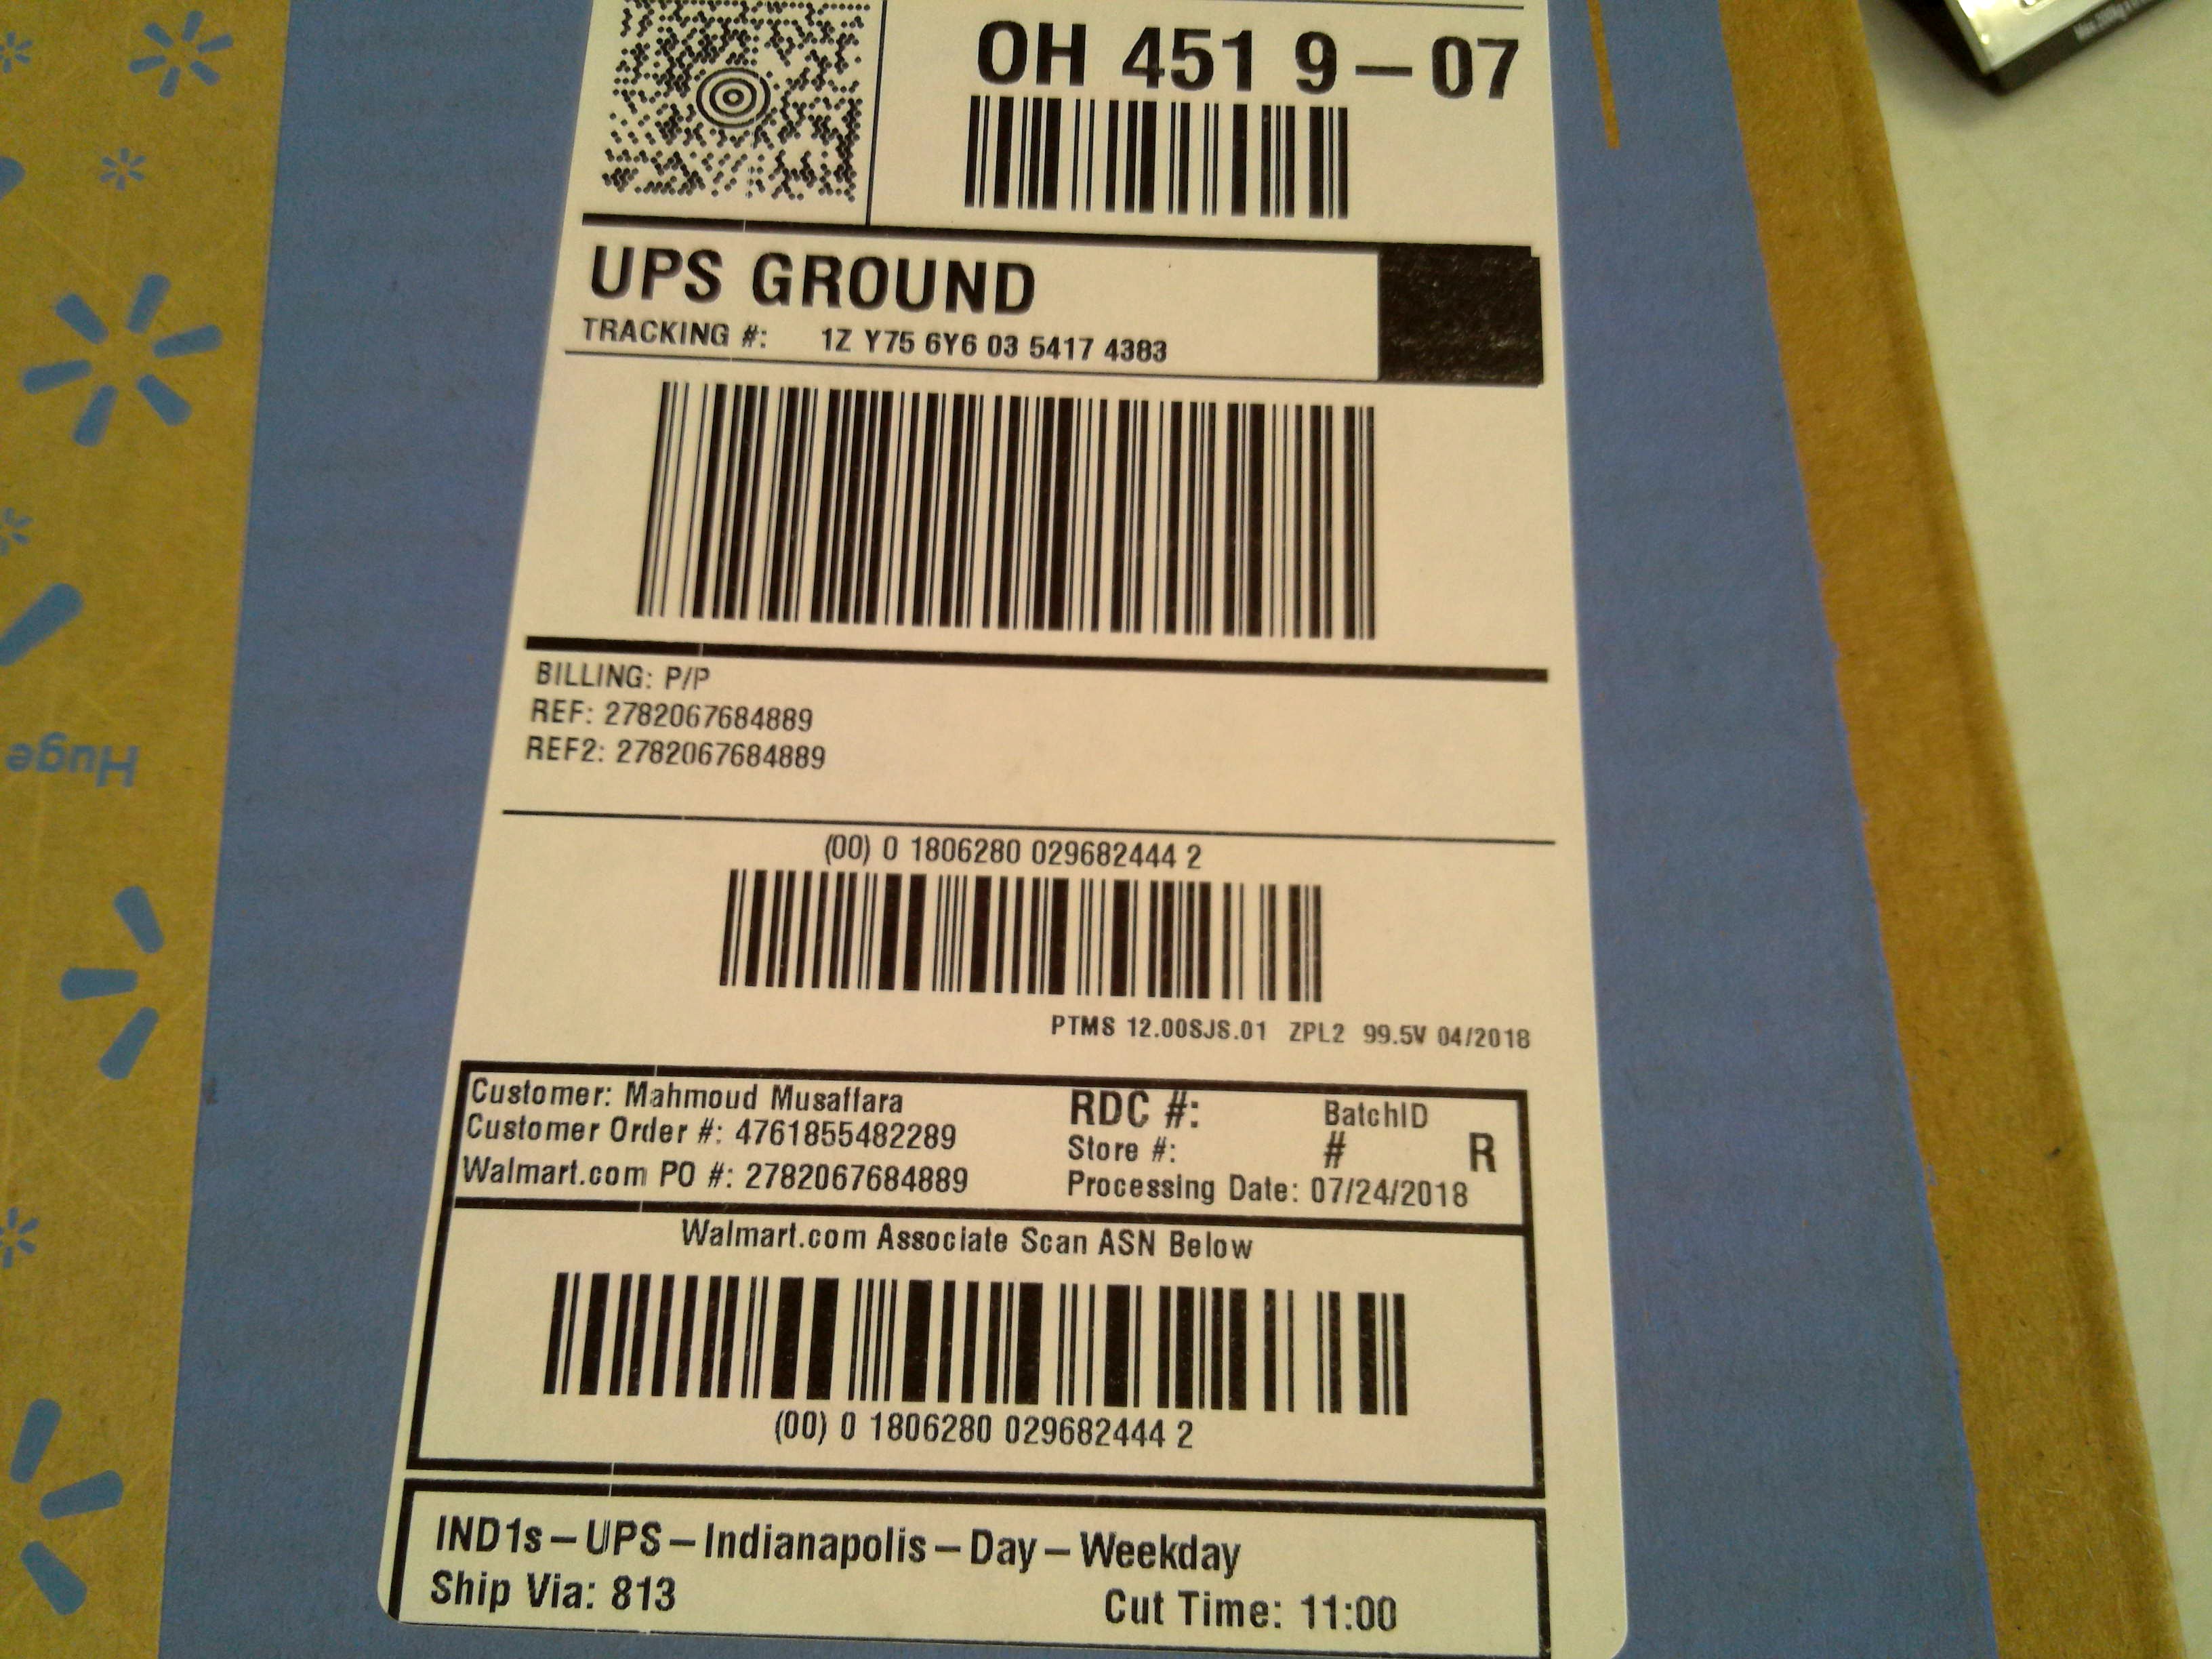 OH 451 9-07
UPS GROUND
TRACKING #: 1Z Y75 6Y6 03 5417 4383
BILLING: P/P
REF: 2782067684889
REF2: 2782067684889
(00) 0 1806280 029682444 2
PTMS 12.00SJS.01 ZPL2 99.5V 04/2018
Customer: Mahmoud Musaffara
Customer Order #: 4761855482289
Walmart.com PO #: 2782067684889
RDC #:
Store #:
Processing Date: 07/24/2018
BatchID
#
R
Walmart.com Associate Scan ASN Below
(00) 0 1806280 029682444 2
IND1s-UPS-Indianapolis-Day-Weekday
Ship Via: 813
Cut Time: 11:00
Huge